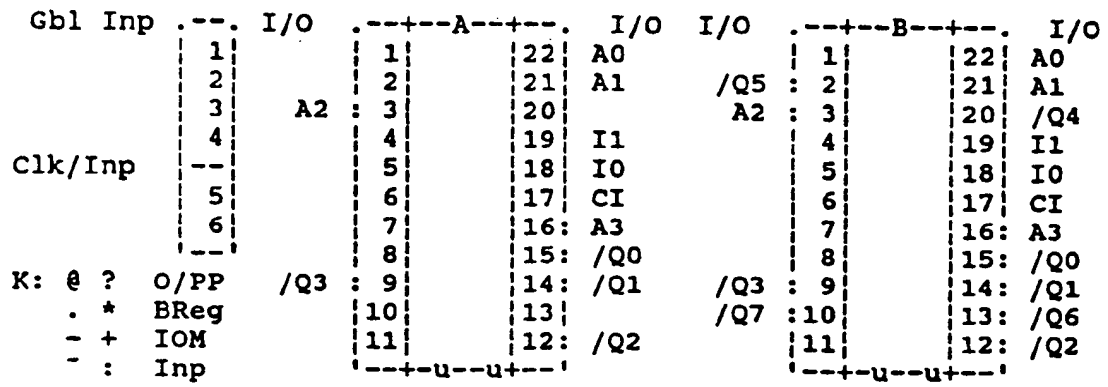 Gbl Inp .--. I/O .--+--A--+--. I/O I/O .--+--B--+--. I/O
| 1| | 1| |22| A0 | 1| |22| A0
| 2| | 2| |21| A1 /Q5 : 2| |21| A1
| 3| A2 : 3| |20| A2 : 3| |20| /Q4
| 4| | 4| |19| I1 | 4| |19| I1
Clk/Inp |--| | 5| |18| I0 | 5| |18| I0
| 5| | 6| |17| CI | 6| |17| CI
| 6| | 7| |16: A3 | 7| |16: A3
'--' | 8| |15: /Q0 | 8| |15: /Q0
K: @ ? O/PP /Q3 : 9| |14: /Q1 /Q3 : 9| |14: /Q1
. * BReg |10| |13| /Q7 :10| |13: /Q6
- + IOM |11| |12: /Q2 |11| |12: /Q2
- : Inp '--+-u--u+--' '--+-u--u+--'